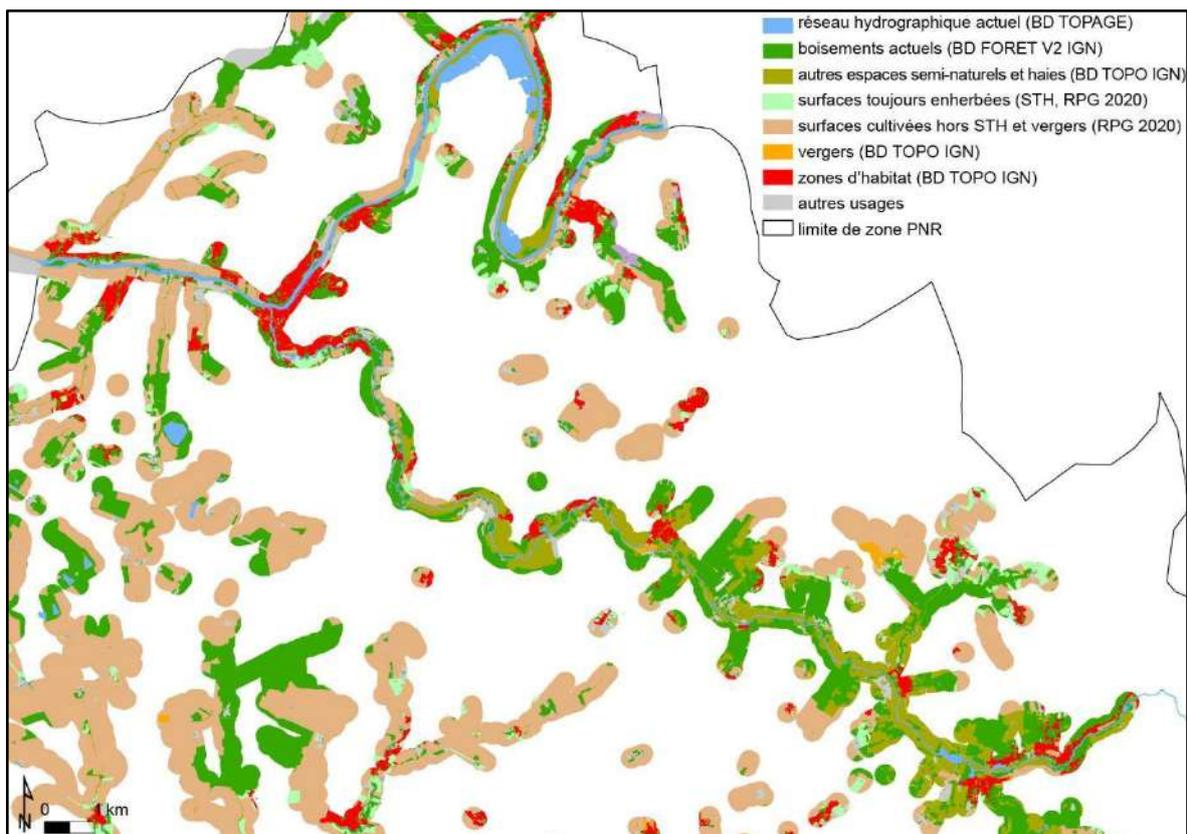 réseau hydrographique actuel (BD TOPAGE)
boisements actuels (BD FORET V2 IGN)
autres espaces semi-naturels et haies (BD TOPO IGN)
surfaces toujours enherbées (STH, RPG 2020)
surfaces cultivées hors STH et vergers (RPG 2020)
vergers (BD TOPO IGN)
zones d'habitat (BD TOPO IGN)
autres usages
limite de zone PNR
N 0 1 km